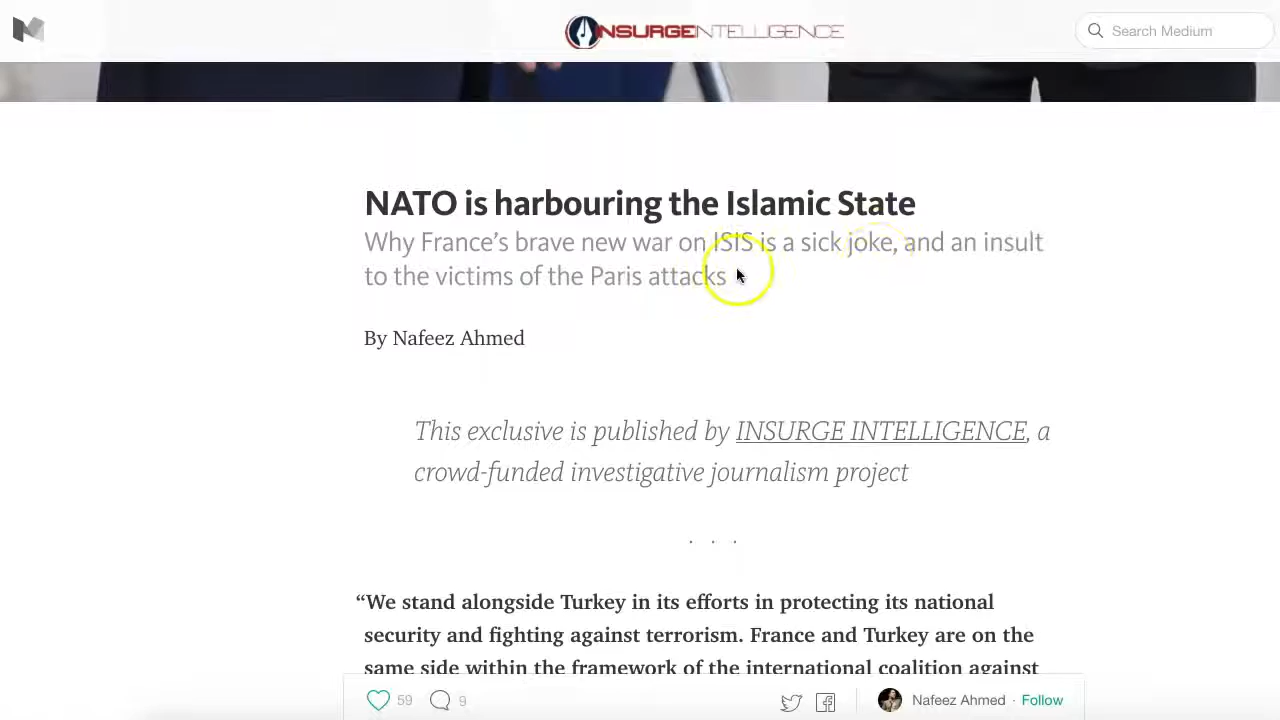 INSURGEINTELLIGENCE
Search Medium
NATO is harbouring the Islamic State
Why France’s brave new war on ISIS is a sick joke, and an insult
to the victims of the Paris attacks
By Nafeez Ahmed
This exclusive is published by INSURGE INTELLIGENCE, a
crowd-funded investigative journalism project
. . .
“We stand alongside Turkey in its efforts in protecting its national
security and fighting against terrorism. France and Turkey are on the
same side within the framework of the international coalition against
59 9 Nafeez Ahmed · Follow